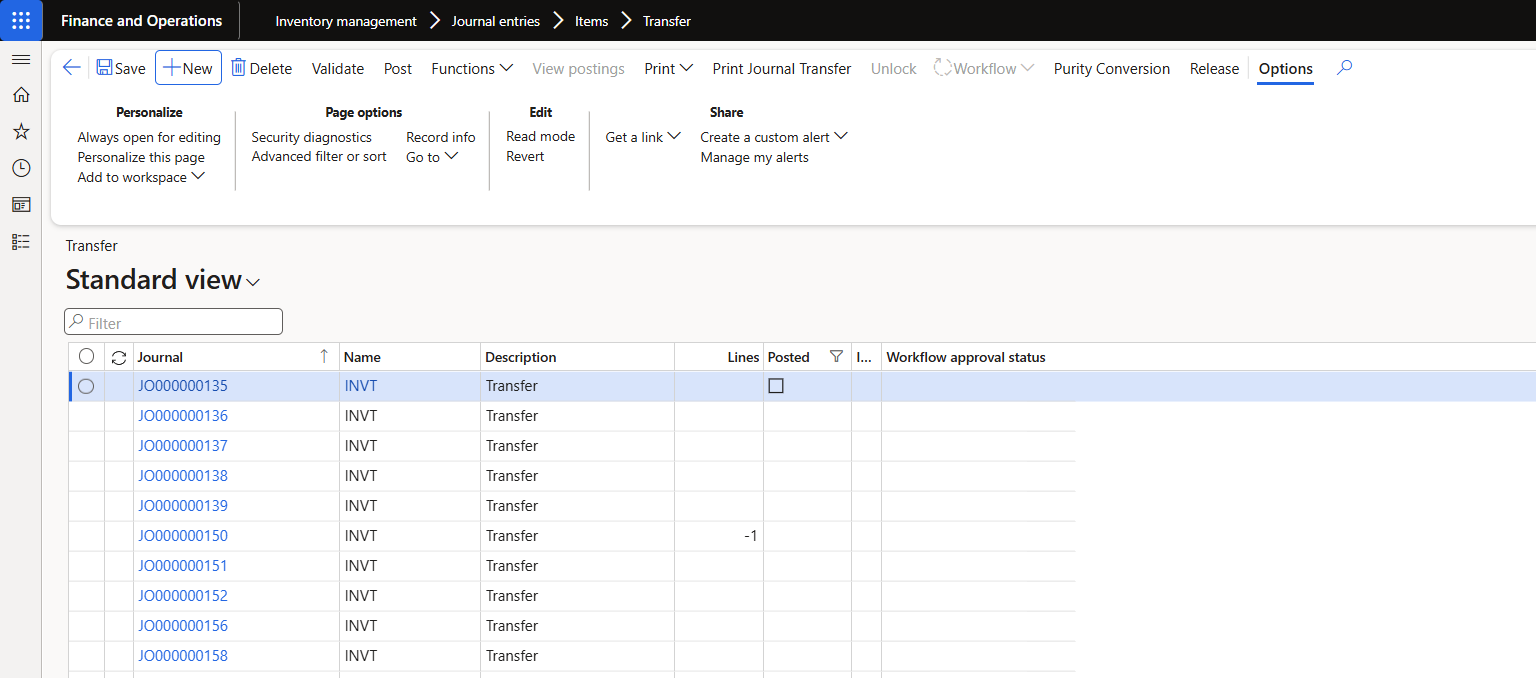 Finance and Operations Inventory management Journal entries Items Transfer
Save New Delete Validate Post Functions View postings Print Print Journal Transfer Unlock Workflow Purity Conversion Release Options
Personalize
Always open for editing
Personalize this page
Add to workspace
Page options
Security diagnostics
Advanced filter or sort
Record info
Go to
Edit
Read mode
Revert
Share
Get a link
Create a custom alert
Manage my alerts
Transfer
Standard view
Filter
Journal Name Description Lines Posted I... Workflow approval status
JO000000135 INVT Transfer
JO000000136 INVT Transfer
JO000000137 INVT Transfer
JO000000138 INVT Transfer
JO000000139 INVT Transfer
JO000000150 INVT Transfer -1
JO000000151 INVT Transfer
JO000000152 INVT Transfer
JO000000156 INVT Transfer
JO000000158 INVT Transfer